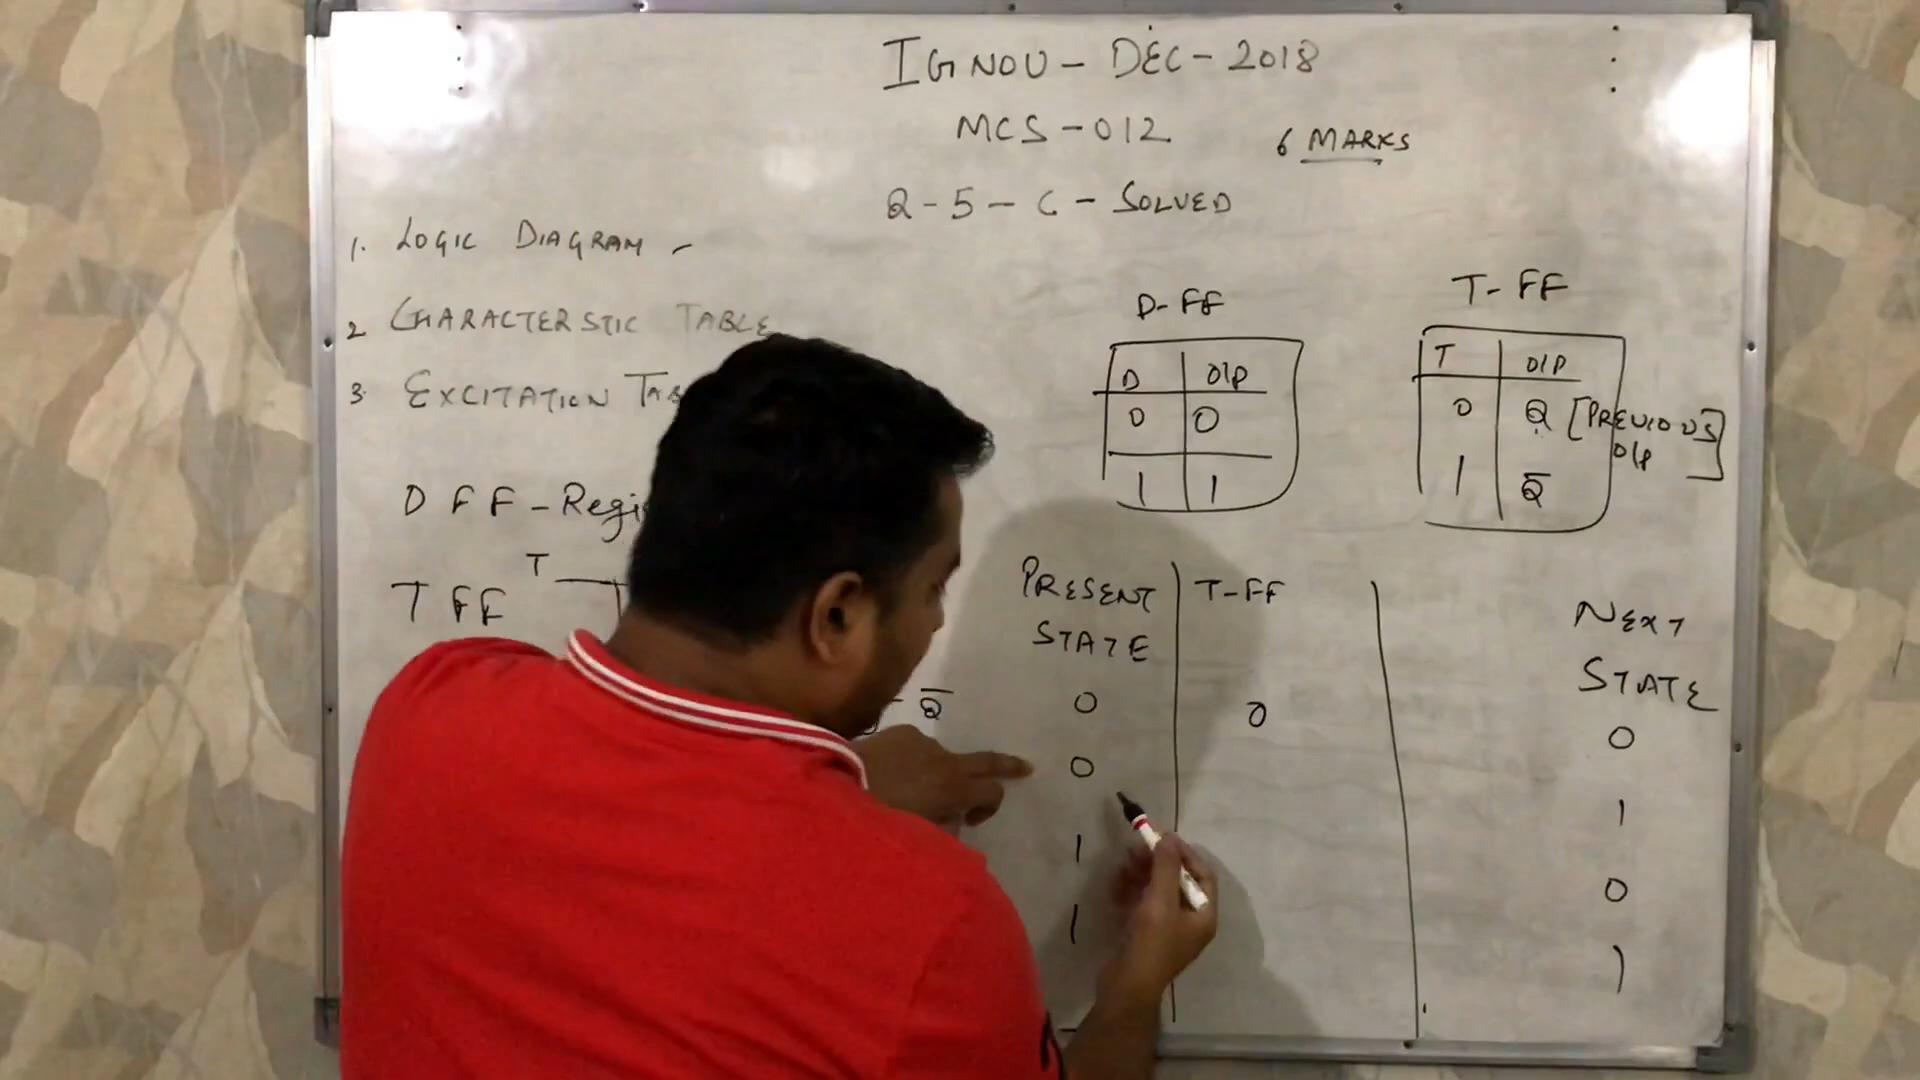 IGNOU - DEC - 2018
MCS - 012
6 MARKS
Q - 5 - C - SOLVED
1. LOGIC DIAGRAM -
2 CHARACTERSTIC TABLE
3. EXCITATION
D FF - 
T
T FF
Q̅
D- FF
D O/P
0 0
1 1
T- FF
T O/P
0 Q [PREVIOUS
O/P]
1 Q̅
PRESENT
STATE
T-FF
NEXT
STATE
0 0 0
0 1
1 0
1 1